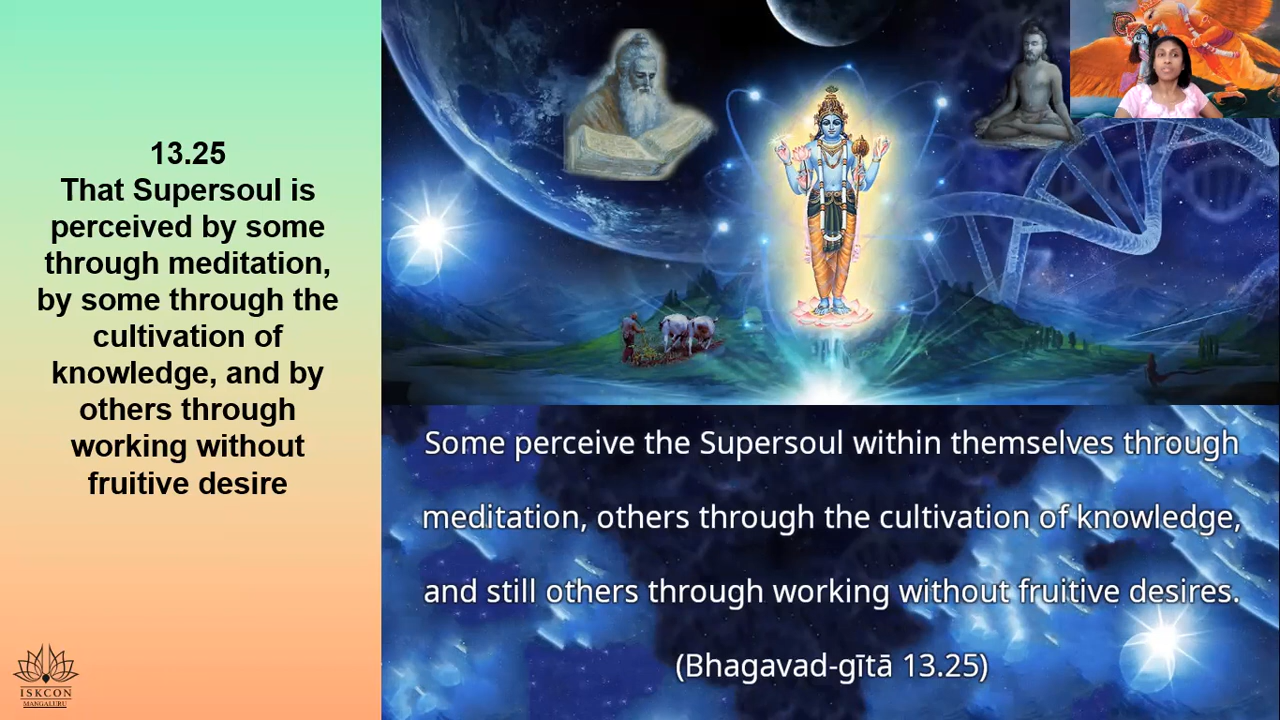 13.25
That Supersoul is
perceived by some
through meditation,
by some through the
cultivation of
knowledge, and by
others through
working without
fruitive desire
ISKCON
MANGALURU
Some perceive the Supersoul within themselves through
meditation, others through the cultivation of knowledge,
and still others through working without fruitive desires.
(Bhagavad-gītā 13.25)